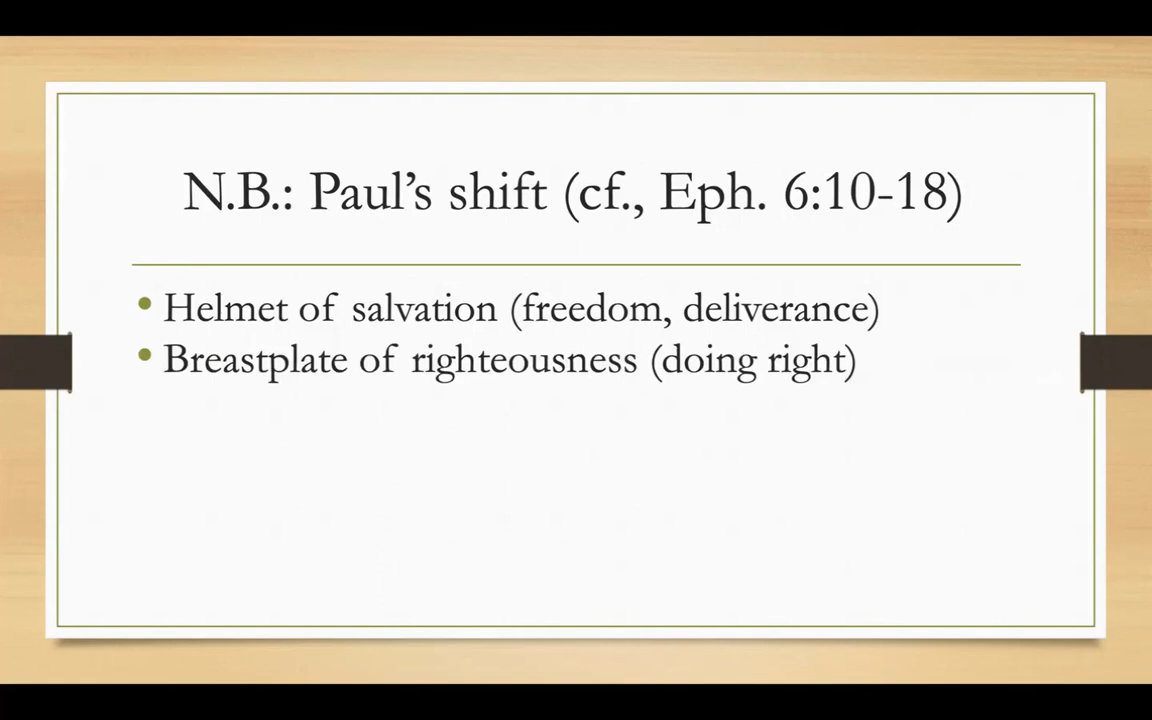 N.B.: Paul’s shift (cf., Eph. 6:10-18)
• Helmet of salvation (freedom, deliverance)
• Breastplate of righteousness (doing right)